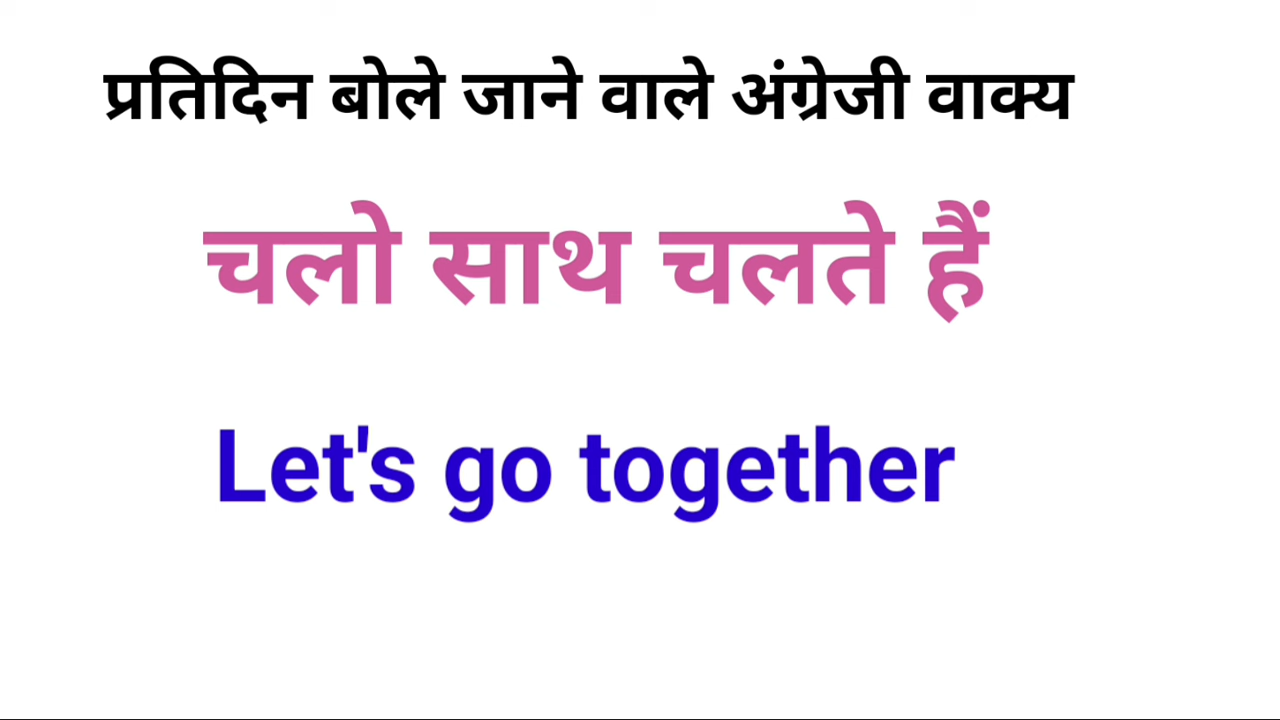 प्रतिदिन बोले जाने वाले अंग्रेजी वाक्य
चलो साथ चलते हैं
Let's go together